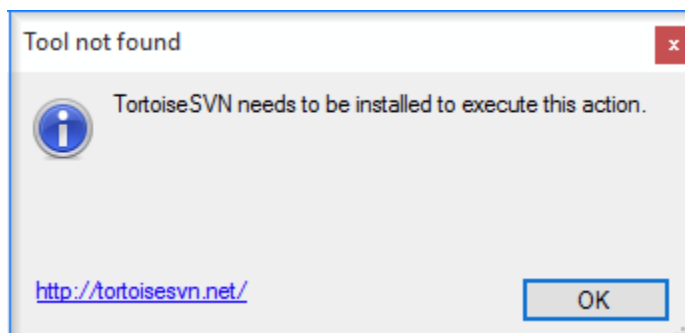 Tool not found
x
TortoiseSVN needs to be installed to execute this action.
http://tortoisesvn.net/
OK